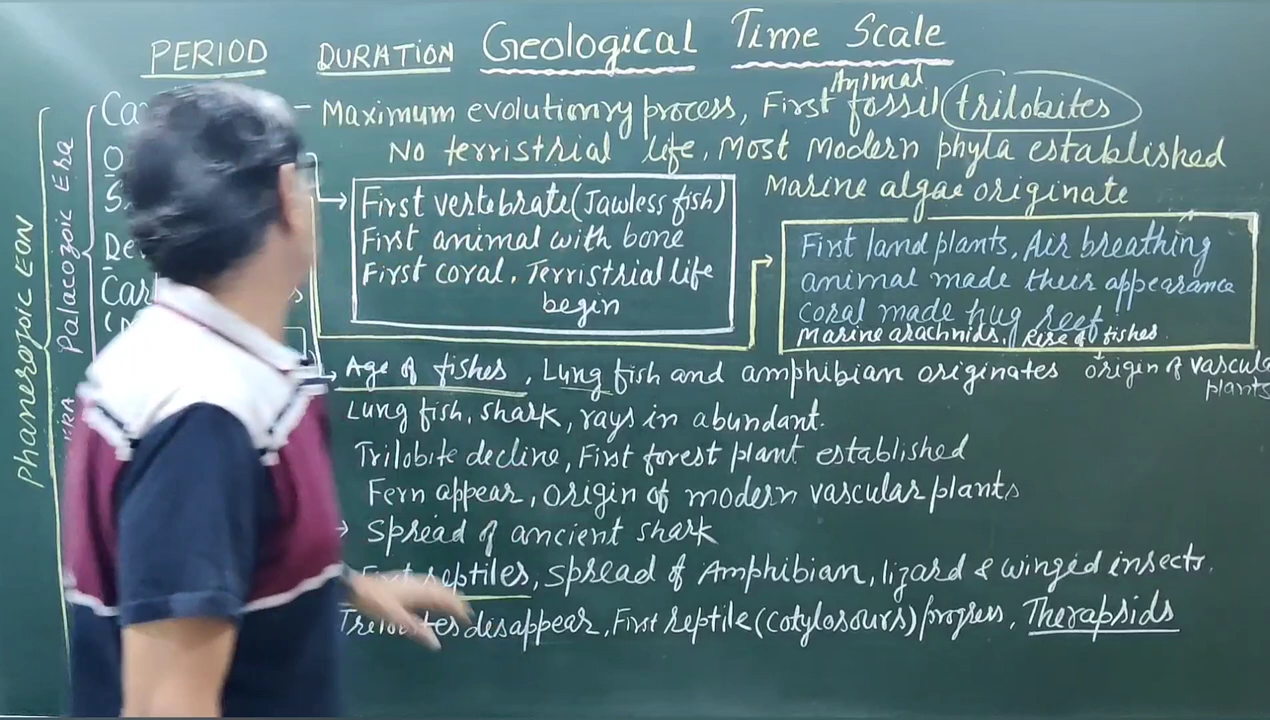 PERIOD DURATION Geological Time Scale
Animal
Maximum evolutionry process, First fossil trilobites
No terristrial life, Most Modern phyla established
Marine algae originate
First vertebrate (Jawless fish)
First animal with bone
First coral, Terristrial life
begin
First land plants, Air breathing
animal made their appearance
coral made hug reef
Marine arachnids, Rise of fishes
Age of fishes, Lung fish and amphibian originates origin of vascula
plants
Lung fish, shark, rays in abundant.
Trilobite decline, First forest plant established
Fern appear, origin of modern vascular plants
→ Spread of ancient shark
reptiles, spread of Amphibian, lizard & winged insects.
disappear, First reptile (cotylosours) progress, Therapsids
Phanerozoic EON
Palaeozoic Era